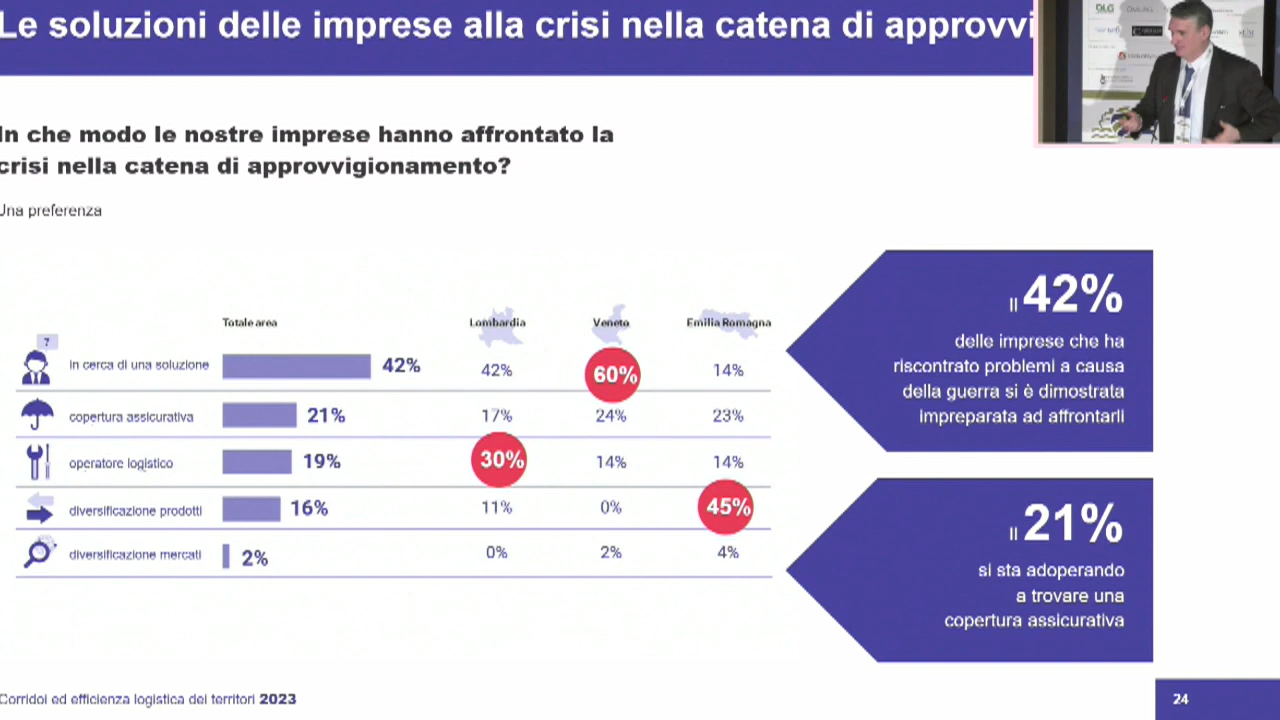 Le soluzioni delle imprese alla crisi nella catena di approvvi
In che modo le nostre imprese hanno affrontato la
crisi nella catena di approvvigionamento?
Una preferenza
Totale area
Lombardia
Veneto
Emilia Romagna
?
in cerca di una soluzione 42% 42% 60% 14%
copertura assicurativa 21% 17% 24% 23%
operatore logistico 19% 30% 14% 14%
diversificazione prodotti 16% 11% 0% 45%
diversificazione mercati 2% 0% 2% 4%
Il 42%
delle imprese che ha
riscontrato problemi a causa
della guerra si è dimostrata
impreparata ad affrontarli
Il 21%
si sta adoperando
a trovare una
copertura assicurativa
Corridoi ed efficienza logistica dei territori 2023
24
DLG